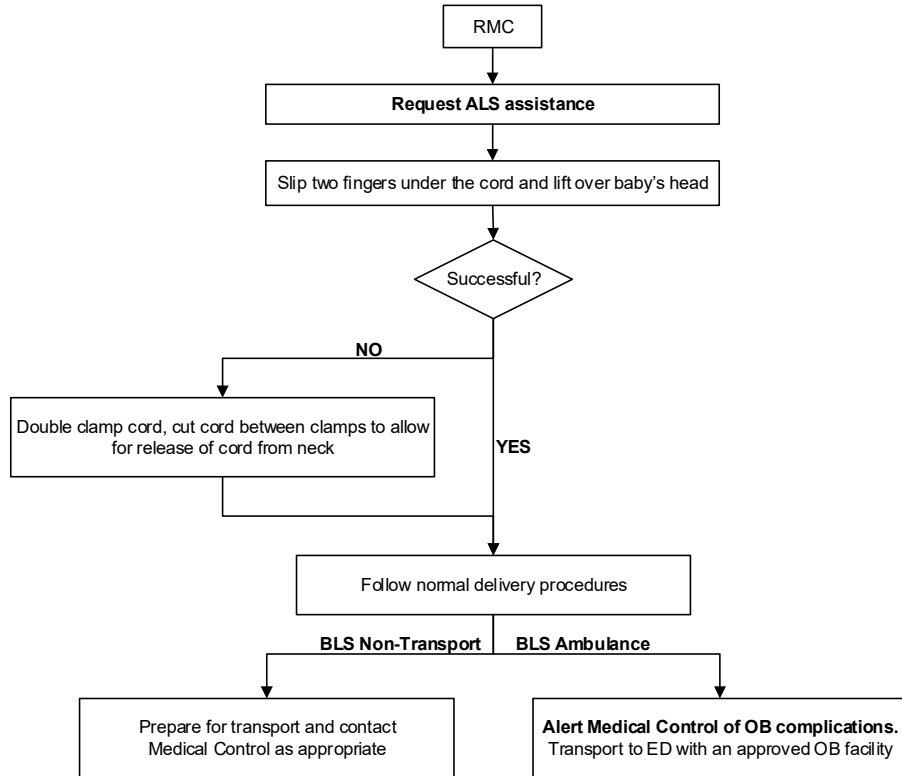 RMC
Request ALS assistance
Slip two fingers under the cord and lift over baby's head
Successful?
NO
Double clamp cord, cut cord between clamps to allow
for release of cord from neck
YES
Follow normal delivery procedures
BLS Non-Transport
BLS Ambulance
Prepare for transport and contact
Medical Control as appropriate
Alert Medical Control of OB complications.
Transport to ED with an approved OB facility